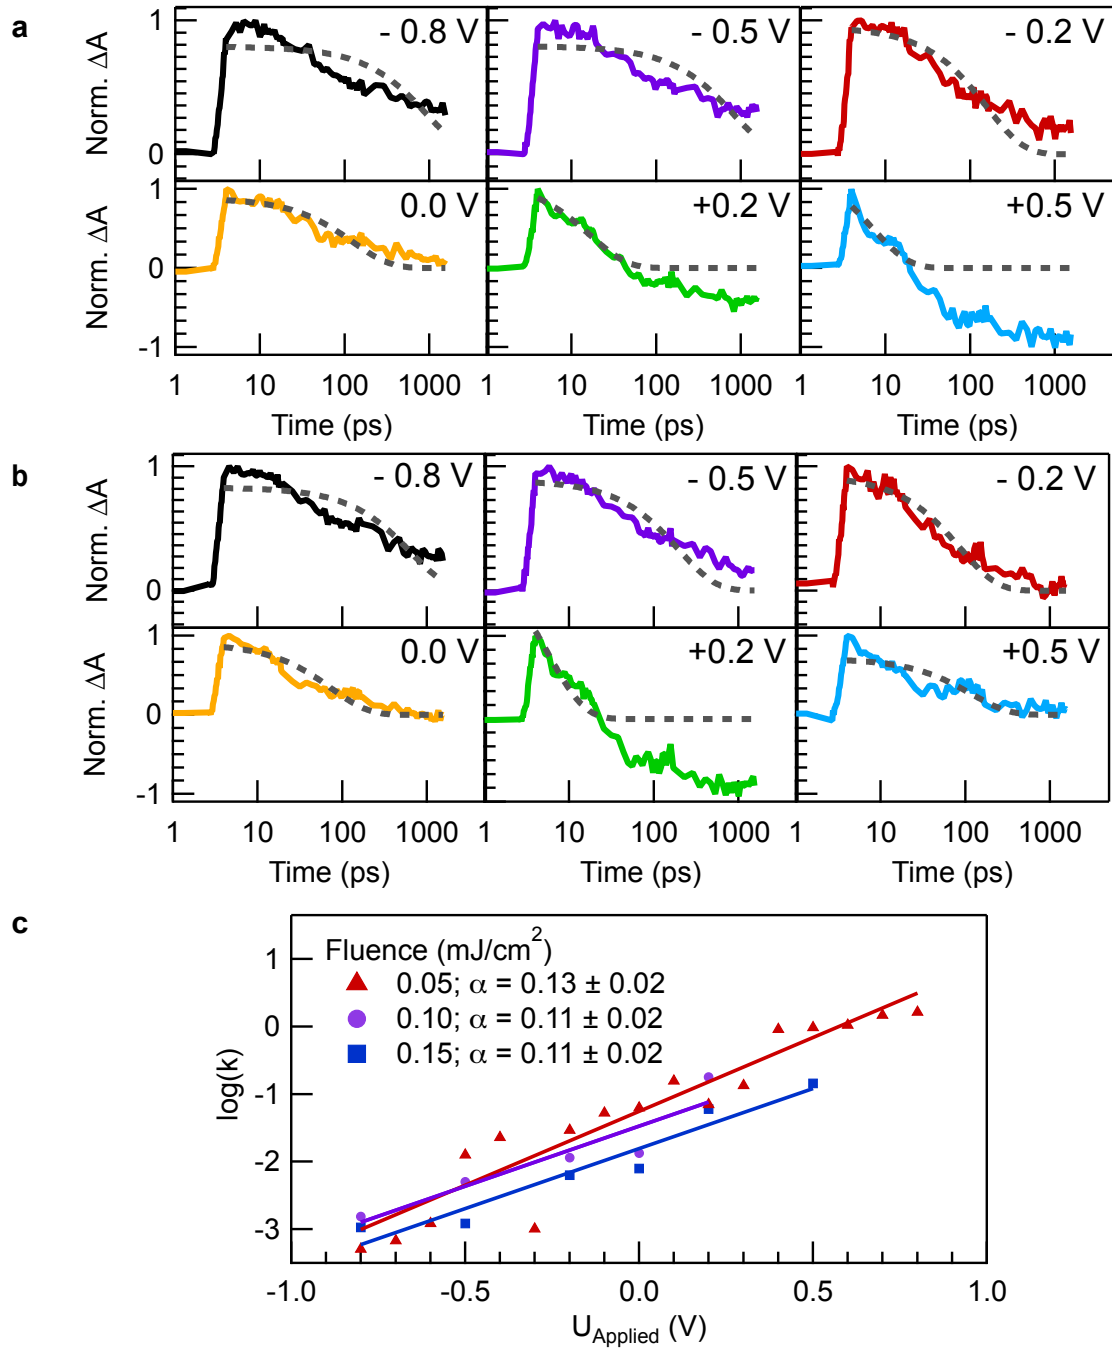 a
- 0.8 V
- 0.5 V
- 0.2 V
1
0
Norm. ΔA
0.0 V
+0.2 V
+0.5 V
1
0
-1
Norm. ΔA
1 10 100 1000
1 10 100 1000
1 10 100 1000
Time (ps)
Time (ps)
Time (ps)
b
- 0.8 V
- 0.5 V
- 0.2 V
1
0
Norm. ΔA
0.0 V
+0.2 V
+0.5 V
1
0
-1
Norm. ΔA
1 10 100 1000
1 10 100 1000
1 10 100 1000
Time (ps)
Time (ps)
Time (ps)
c
Fluence (mJ/cm²)
0.05; α = 0.13 ± 0.02
0.10; α = 0.11 ± 0.02
0.15; α = 0.11 ± 0.02
1
0
-1
-2
-3
log(k)
-1.0 -0.5 0.0 0.5 1.0
U_Applied (V)